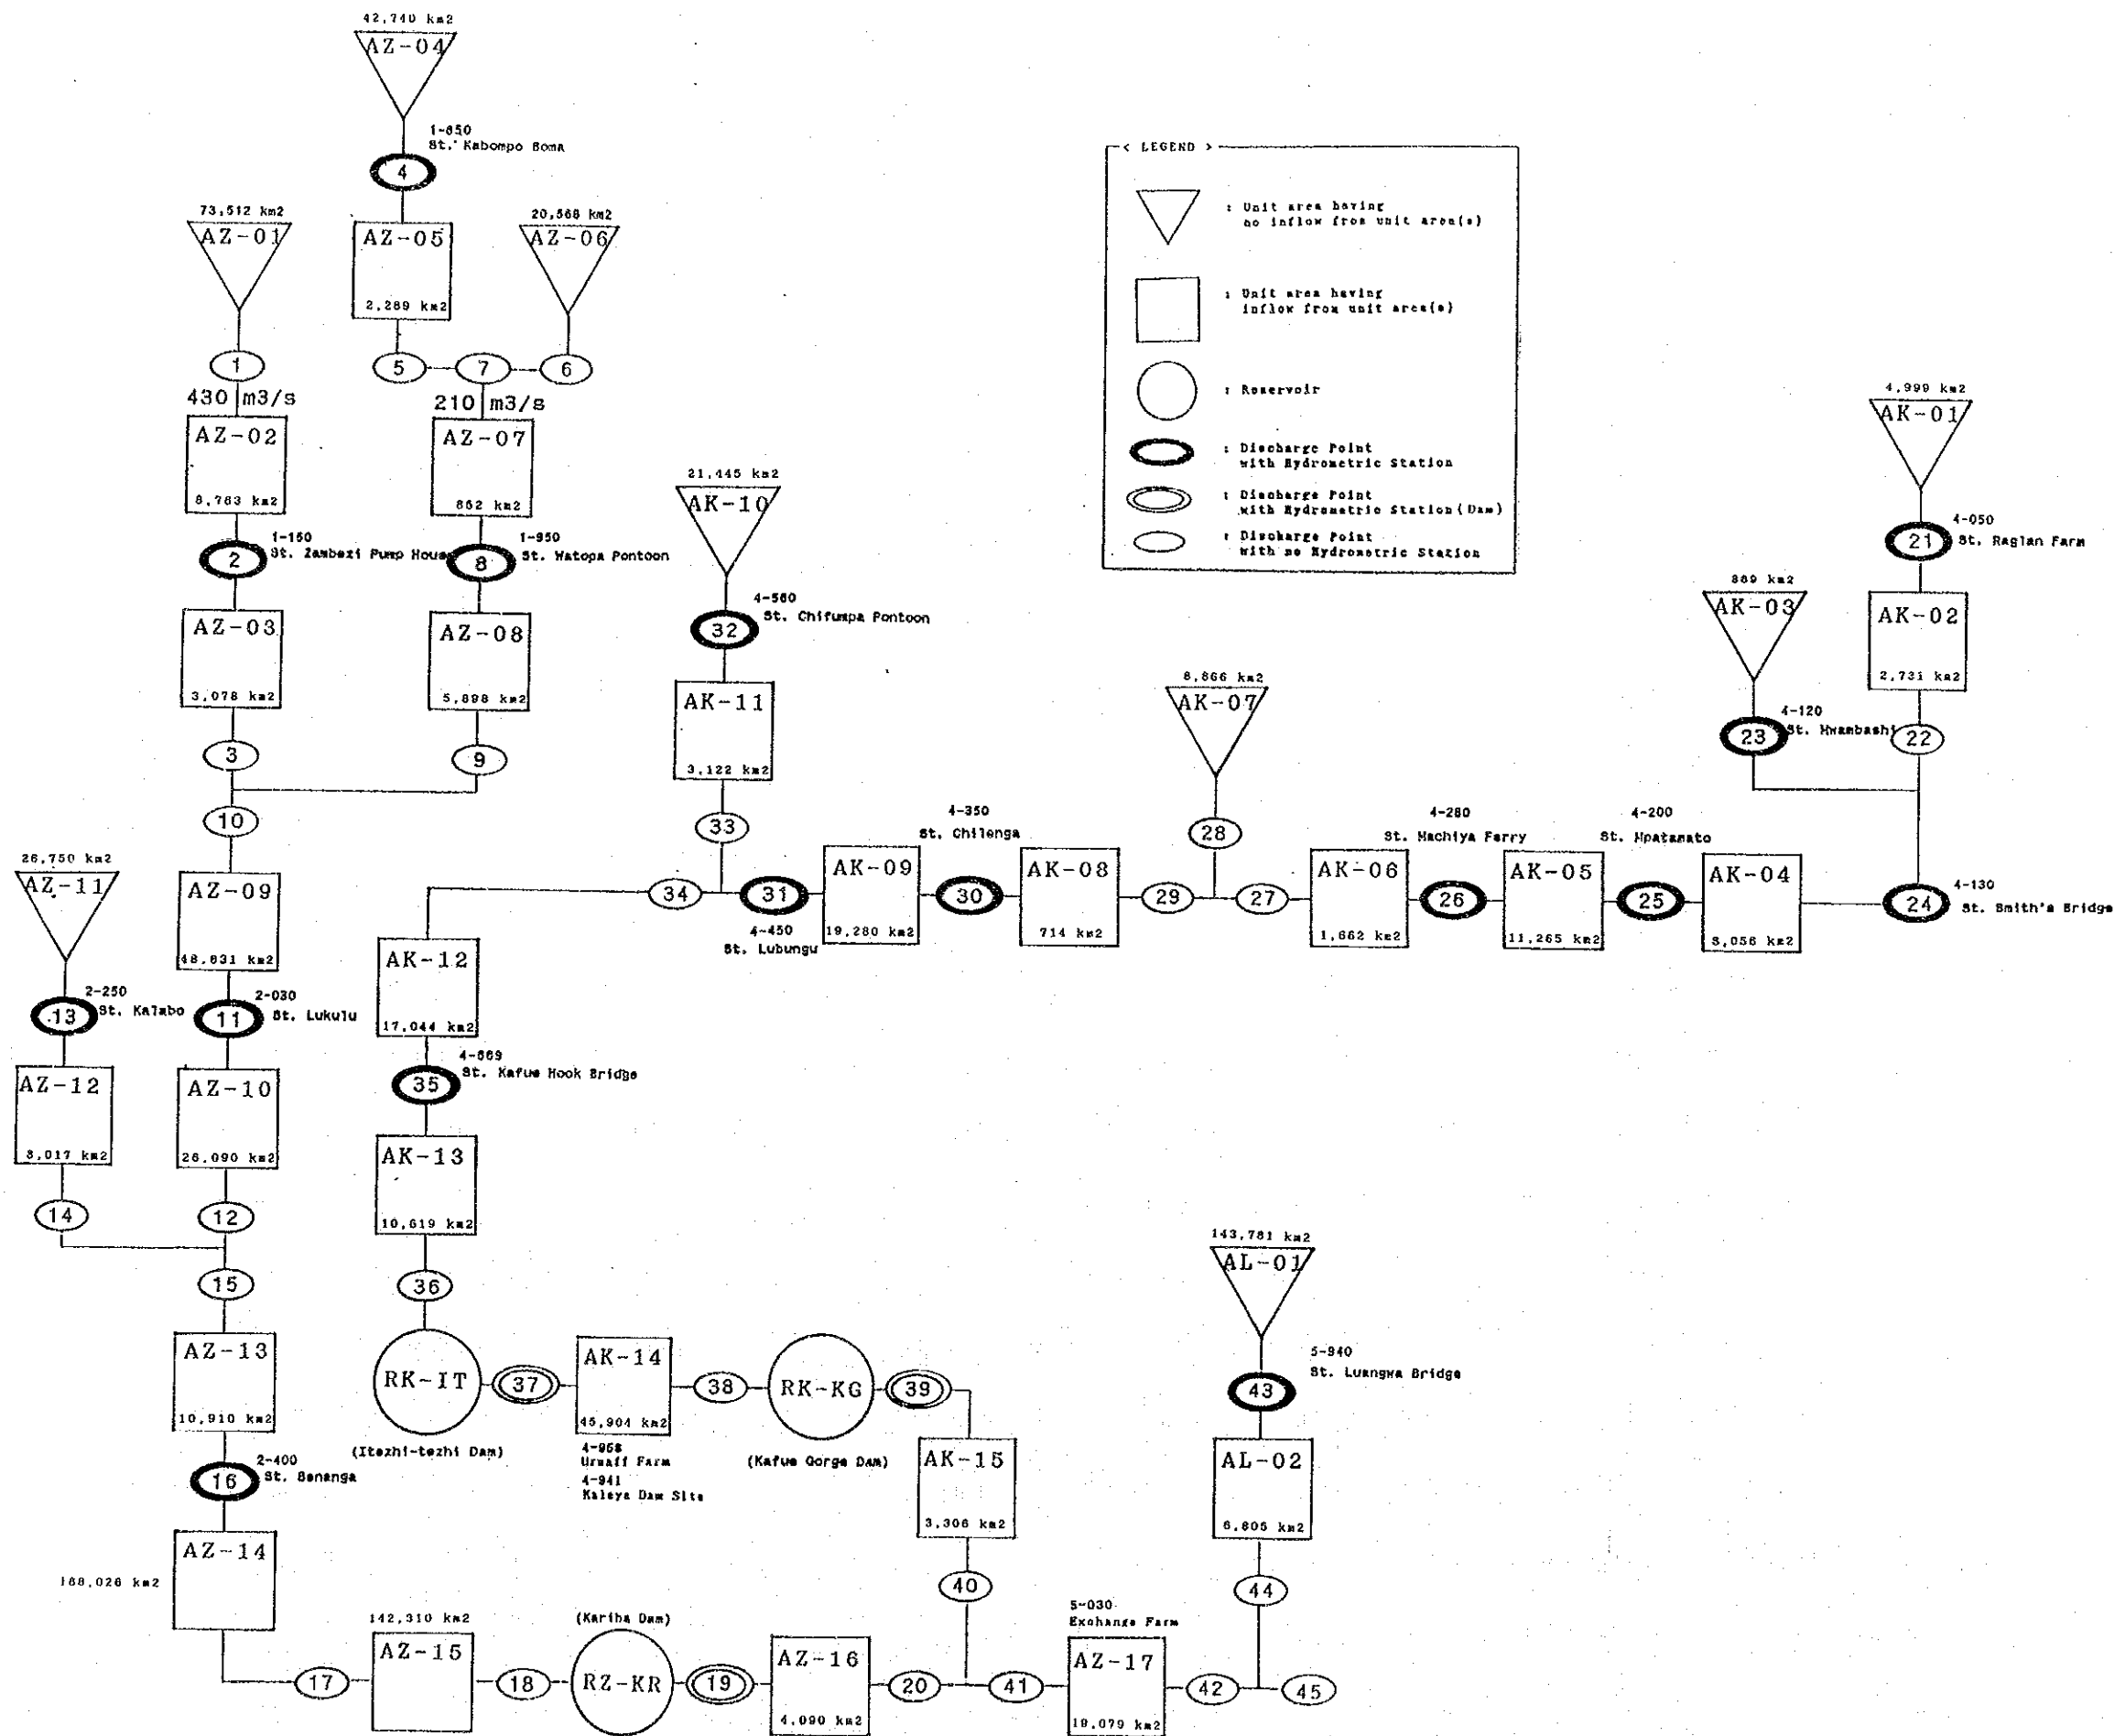 42,740 km2
AZ-04
1-650
St. Kabompo Boma
4
73,512 km2
AZ-01
AZ-05
2,289 km2
20,568 km2
AZ-06
1
5
7
6
430 m3/s
210 m3/s
AZ-02
8,763 km2
AZ-07
862 km2
1-150
St. Zambezi Pump House
2
1-950
St. Watopa Pontoon
8
AZ-03
3,078 km2
AZ-08
5,898 km2
3
9
10
< LEGEND >
: Unit area having
no inflow from unit area(s)
: Unit area having
inflow from unit area(s)
: Reservoir
: Discharge Point
with Hydrometric Station
: Discharge Point
with Hydrometric Station(Dam)
: Discharge Point
with no Hydrometric Station
21,445 km2
AK-10
4-560
St. Chifumpa Pontoon
32
AK-11
3,122 km2
33
4,999 km2
AK-01
4-050
St. Raglan Farm
21
869 km2
AK-03
AK-02
2,731 km2
4-120
St. Mwambashi
23
22
8,866 km2
AK-07
28
34
31
4-450
St. Lubungu
AK-09
19,280 km2
4-350
St. Chilenga
30
AK-08
714 km2
29
27
AK-06
1,662 km2
4-280
St. Machiya Ferry
26
AK-05
11,265 km2
4-200
St. Mpatamato
25
AK-04
8,056 km2
4-130
St. Smith's Bridge
24
26,750 km2
AZ-11
AZ-09
48,831 km2
AK-12
17,044 km2
2-250
St. Kalabo
13
2-030
St. Lukulu
11
4-669
St. Kafue Hook Bridge
35
AZ-12
3,017 km2
AZ-10
26,090 km2
AK-13
10,619 km2
14
12
15
36
143,781 km2
AL-01
AZ-13
10,910 km2
RK-IT
(Itezhi-tezhi Dam)
37
AK-14
45,904 km2
4-958
Urwaff Farm
4-941
Kaleya Dam Site
38
RK-KG
(Kafue Gorge Dam)
39
5-940
St. Luangwa Bridge
43
2-400
St. Senanga
16
AK-15
3,306 km2
AL-02
6,805 km2
AZ-14
168,026 km2
40
44
17
142,310 km2
AZ-15
18
(Kariba Dam)
RZ-KR
19
AZ-16
4,090 km2
20
41
5-030
Exchange Farm
AZ-17
19,079 km2
42
45